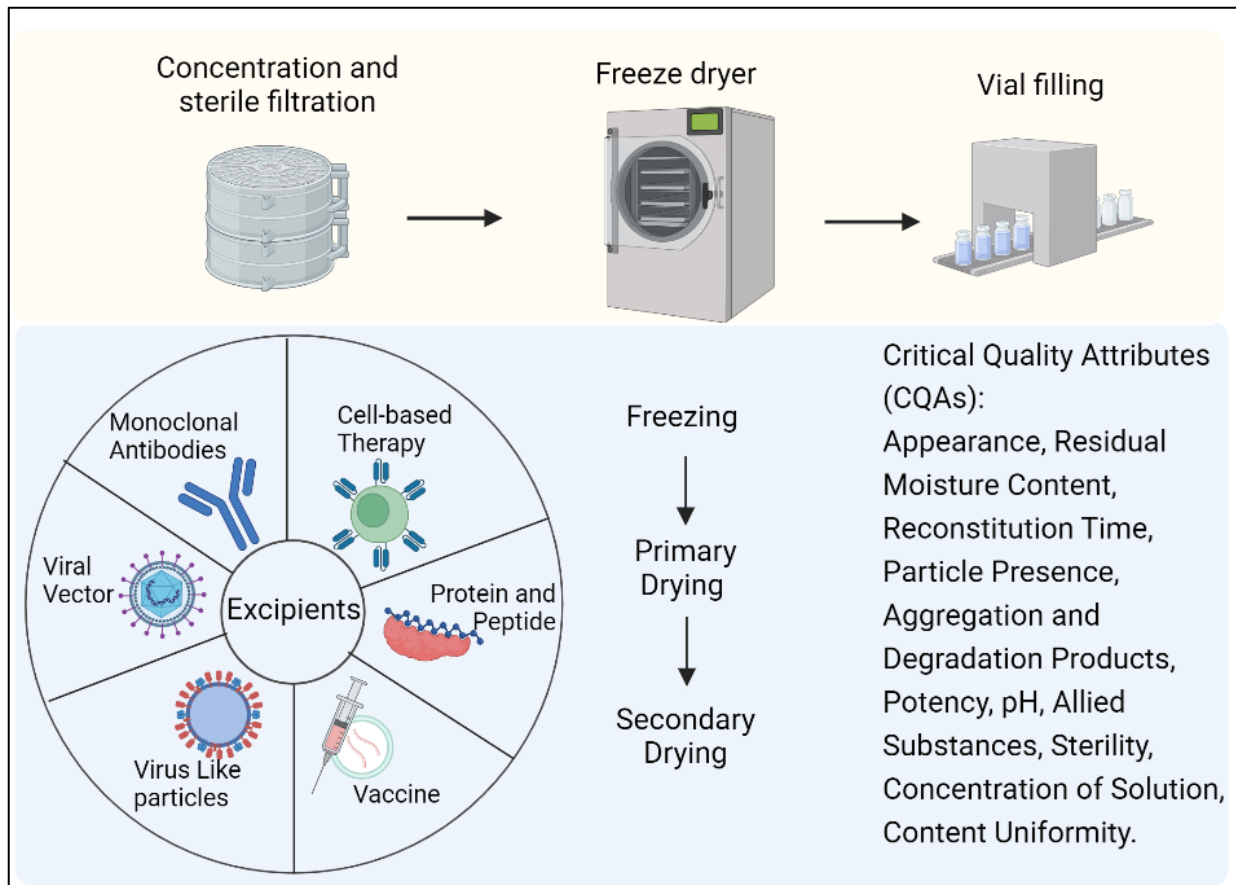 Concentration and
sterile filtration
Freeze dryer
Vial filling
Monoclonal
Antibodies
Cell-based
Therapy
Viral
Vector
Excipients
Protein and
Peptide
Virus Like
particles
Vaccine
Freezing
Primary
Drying
Secondary
Drying
Critical Quality Attributes
(CQAs):
Appearance, Residual
Moisture Content,
Reconstitution Time,
Particle Presence,
Aggregation and
Degradation Products,
Potency, pH, Allied
Substances, Sterility,
Concentration of Solution,
Content Uniformity.